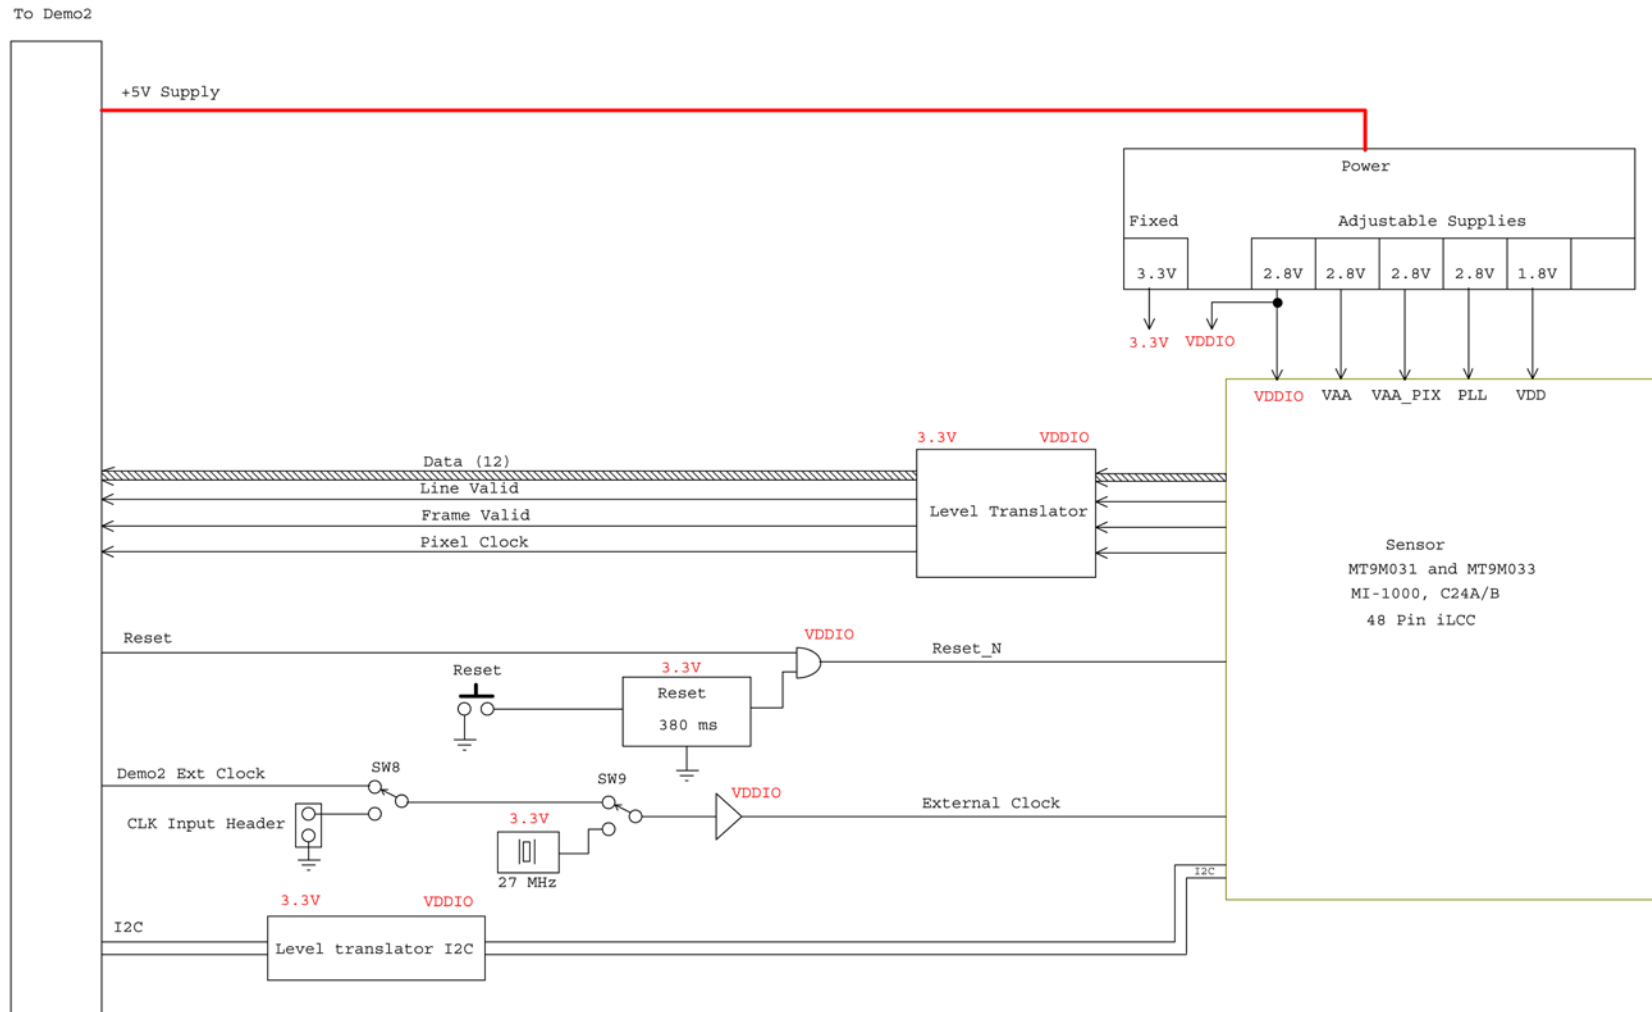 To Demo2
+5V Supply
Power
Fixed
Adjustable Supplies
3.3V
2.8V
2.8V
2.8V
2.8V
1.8V
3.3V
VDDIO
VDDIO
VAA
VAA_PIX
PLL
VDD
3.3V
VDDIO
Data (12)
Line Valid
Frame Valid
Pixel Clock
Level Translator
Sensor
MT9M031 and MT9M033
MI-1000, C24A/B
48 Pin iLCC
Reset
VDDIO
Reset_N
Reset
3.3V
Reset
380 ms
Demo2 Ext Clock
SW8
SW9
VDDIO
External Clock
CLK Input Header
3.3V
27 MHz
I2C
3.3V
VDDIO
I2C
Level translator I2C